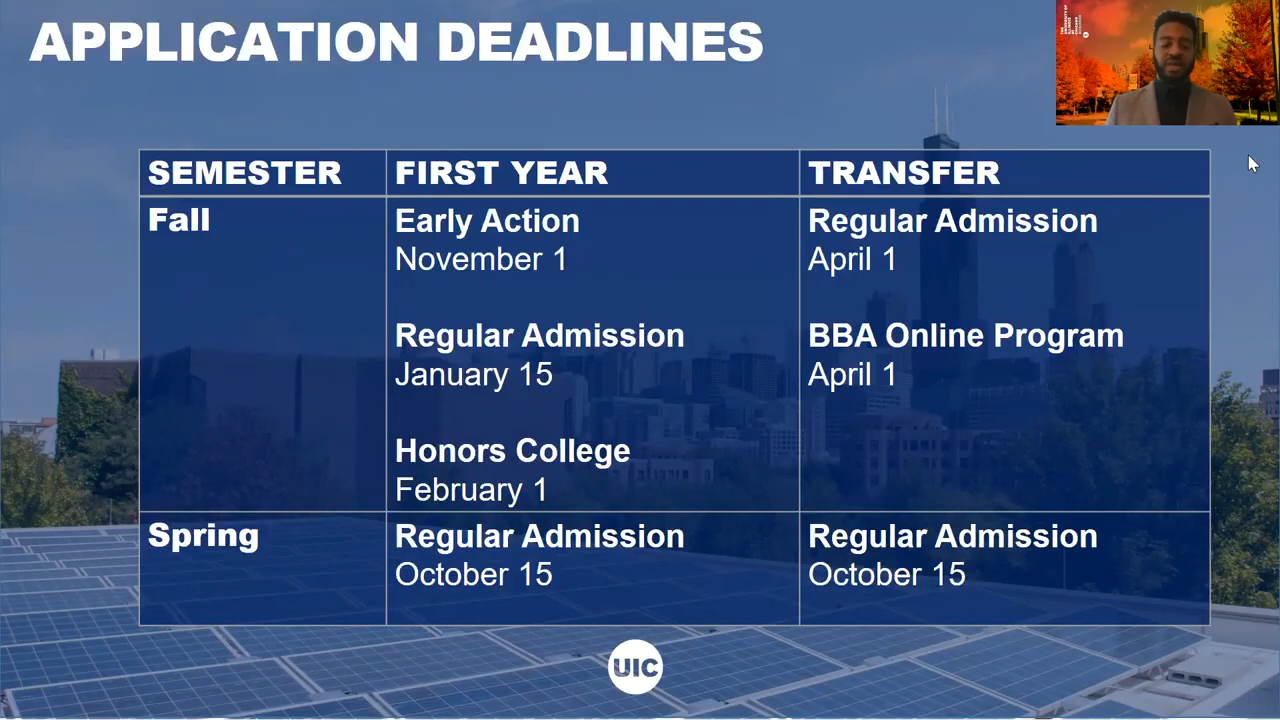 APPLICATION DEADLINES
SEMESTER
FIRST YEAR
TRANSFER
Fall
Early Action
November 1
Regular Admission
January 15
Honors College
February 1
Regular Admission
April 1
BBA Online Program
April 1
Spring
Regular Admission
October 15
Regular Admission
October 15
UIC